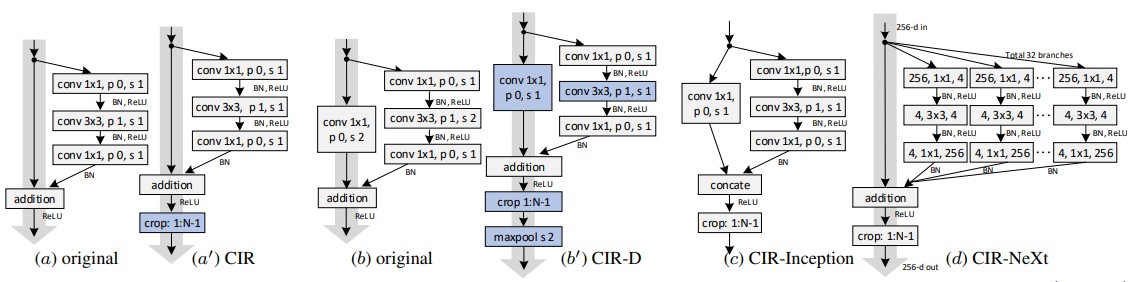 conv 1x1, p 0, s 1
BN, ReLU
conv 3x3, p 1, s 1
BN, ReLU
conv 1x1, p 0, s 1
BN
addition
ReLU
(a) original
conv 1x1, p 0, s 1
BN, ReLU
conv 3x3, p 1, s 1
BN, ReLU
conv 1x1, p 0, s 1
BN
addition
ReLU
crop: 1:N-1
(a′) CIR
conv 1x1,
p 0, s 2
conv 1x1, p 0, s 1
BN, ReLU
conv 3x3, p 1, s 2
BN, ReLU
conv 1x1, p 0, s 1
BN
addition
ReLU
(b) original
conv 1x1,
p 0, s 1
conv 1x1, p 0, s 1
BN, ReLU
conv 3x3, p 1, s 1
BN, ReLU
conv 1x1, p 0, s 1
BN
addition
ReLU
crop 1:N-1
maxpool s 2
(b′) CIR-D
conv 1x1,
p 0, s 1
conv 1x1, p 0, s 1
BN, ReLU
conv 3x3, p 1, s 1
BN, ReLU
conv 1x1, p 0, s 1
BN
concate
ReLU
crop: 1:N-1
(c) CIR-Inception
256-d in
Total 32 branches
256, 1x1, 4 256, 1x1, 4 ··· 256, 1x1, 4
BN, ReLU BN, ReLU BN, ReLU
4, 3x3, 4 4, 3x3, 4 ··· 4, 3x3, 4
BN, ReLU BN, ReLU BN, ReLU
4, 1x1, 256 4, 1x1, 256 ··· 4, 1x1, 256
BN BN BN
addition
ReLU
crop: 1:N-1
256-d out
(d) CIR-NeXt